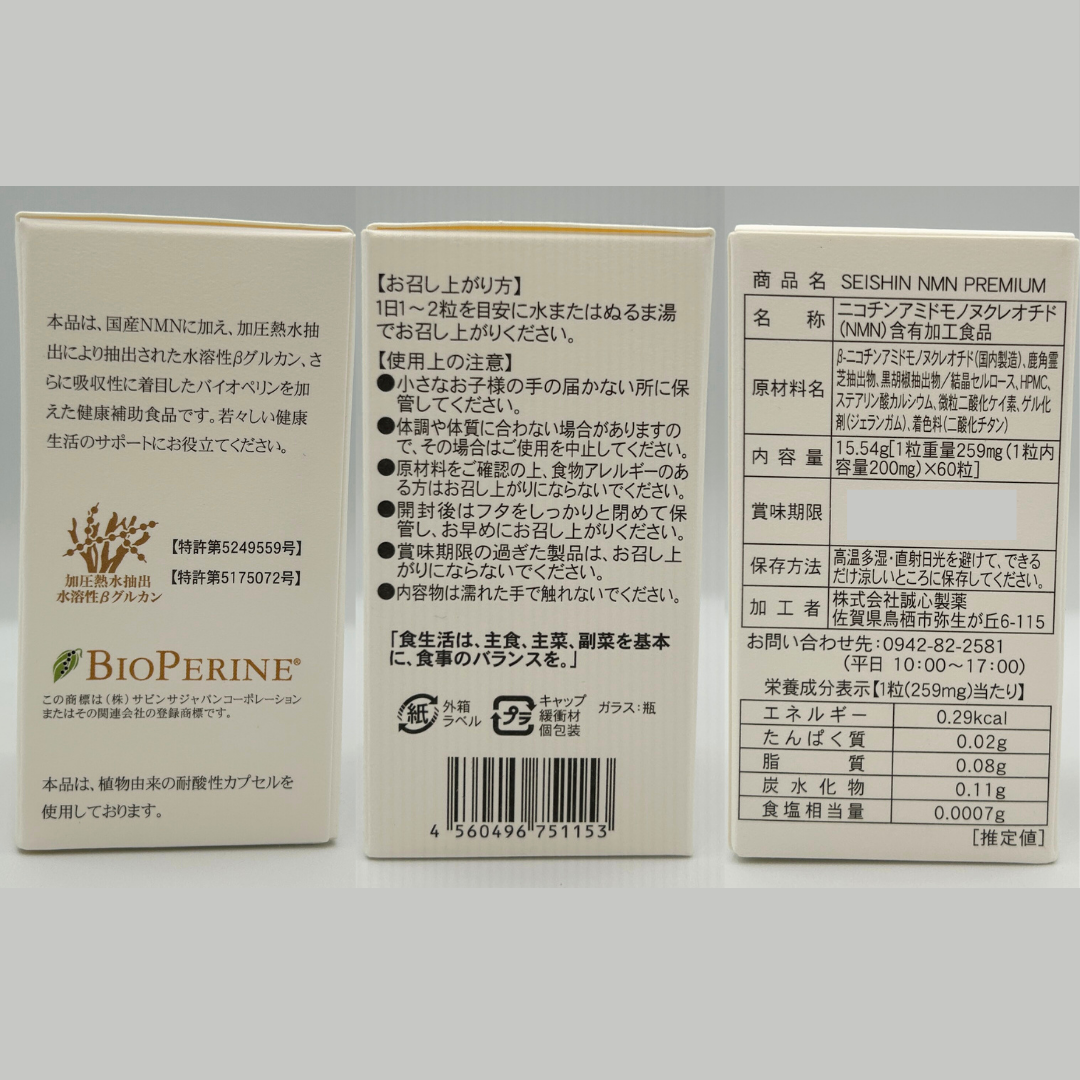 本品は、国産NMNに加え、加圧熱水抽
出により抽出された水溶性βグルカン、さ
らに吸収性に着目したバイオペリンを加
えた健康補助食品です。若々しい健康
生活のサポートにお役立てください。
【特許第5249559号】
【特許第5175072号】
加圧熱水抽出
水溶性βグルカン
BIOPERINE®
この商標は(株)サビンサジャパンコーポレーション
またはその関連会社の登録商標です。
本品は、植物由来の耐酸性カプセルを
使用しております。
【お召し上がり方】
1日1～2粒を目安に水またはぬるま湯
でお召し上がりください。
【使用上の注意】
●小さなお子様の手の届かない所に保
管してください。
●体調や体質に合わない場合がありますの
で、その場合はご使用を中止してください。
●原材料をご確認の上、食物アレルギーのあ
る方はお召し上がりにならないでください。
●開封後はフタをしっかりと閉めて保
管し、お早めにお召し上がりください。
●賞味期限の過ぎた製品は、お召し上
がりにならないでください。
●内容物は濡れた手で触れないでください。
「食生活は、主食、主菜、副菜を基本
に、食事のバランスを。」
紙 外箱 ラベル プラ キャップ 緩衝材 個包装 ガラス:瓶
4 560496 751153
商品名 SEISHIN NMN PREMIUM
名称 ニコチンアミドモノヌクレオチド
(NMN)含有加工食品
原材料名 β-ニコチンアミドモノヌクレオチド(国内製造)、鹿角霊
芝抽出物、黒胡椒抽出物/結晶セルロース、HPMC、
ステアリン酸カルシウム、微粒二酸化ケイ素、ゲル化
剤(ジェランガム)、着色料(二酸化チタン)
内容量 15.54g[1粒重量259mg(1粒内
容量200mg)×60粒]
賞味期限
保存方法 高温多湿・直射日光を避けて、できる
だけ涼しいところに保存してください。
加工者 株式会社誠心製薬
佐賀県鳥栖市弥生が丘6-115
お問い合わせ先:0942-82-2581
(平日 10:00～17:00)
栄養成分表示【1粒(259mg)当たり】
エネルギー 0.29kcal
たんぱく質 0.02g
脂質 0.08g
炭水化物 0.11g
食塩相当量 0.0007g
[推定値]